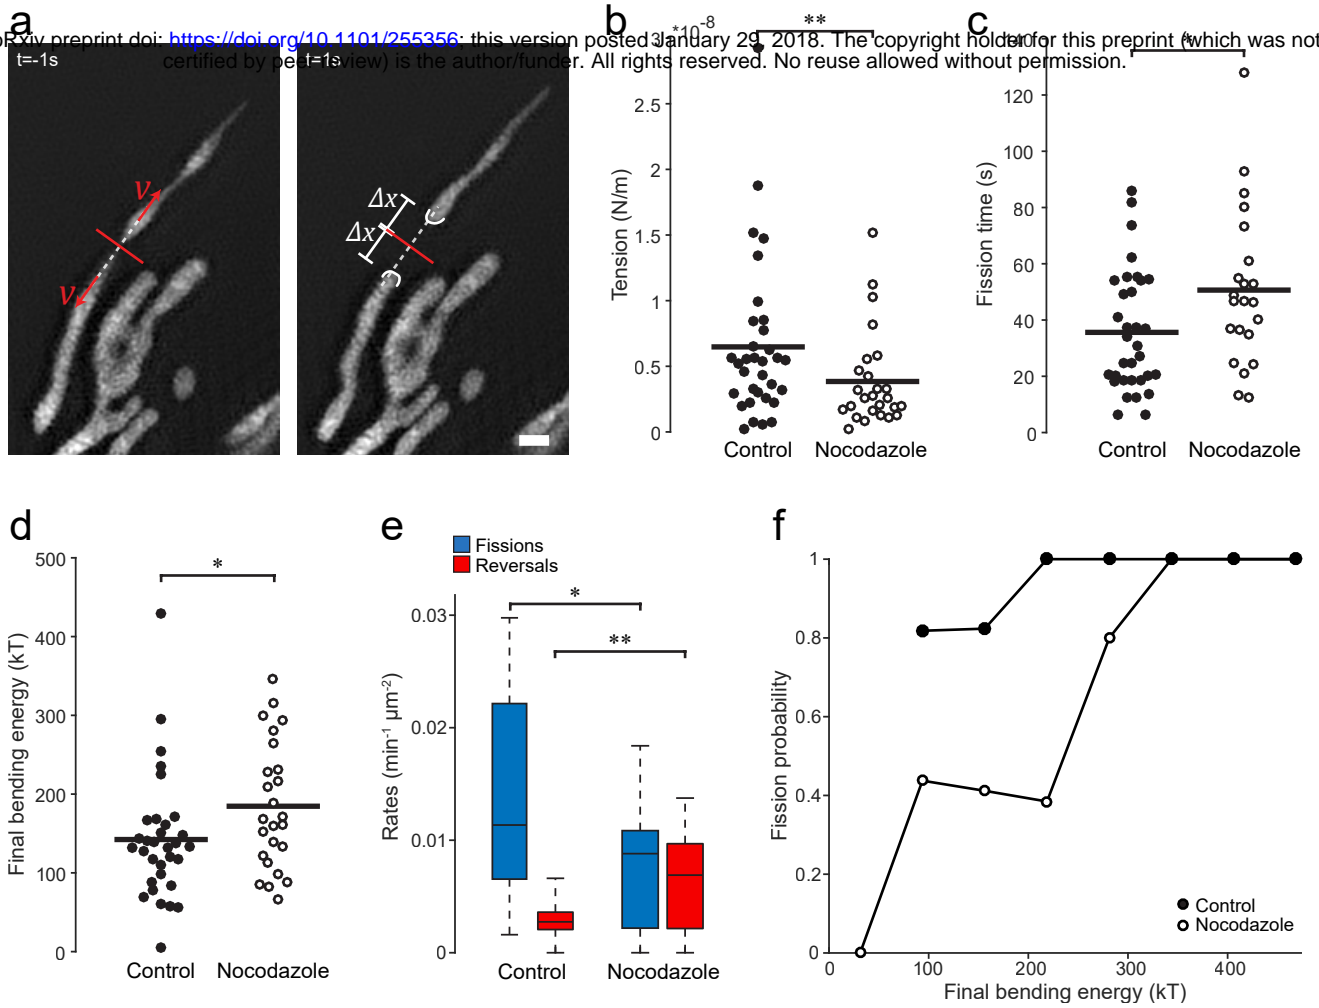 a
b
c
bioRxiv preprint doi: https://doi.org/10.1101/255356; this version posted January 29, 2018. The copyright holder for this preprint (which was not
certified by peer review) is the author/funder. All rights reserved. No reuse allowed without permission.
t=-1s
t=1s
v
v
Δx
Δx
*10-8
**
3
2.5
2
1.5
1
0.5
0
Tension (N/m)
Control
Nocodazole
*
140
120
100
80
60
40
20
0
Fission time (s)
Control
Nocodazole
d
500
400
300
200
100
0
Final bending energy (kT)
*
Control
Nocodazole
e
Fissions
Reversals
*
**
0.03
0.02
0.01
0
Rates (min-1 µm-2)
Control
Nocodazole
f
1
0.8
0.6
0.4
0.2
0
Fission probability
Control
Nocodazole
0
100
200
300
400
Final bending energy (kT)